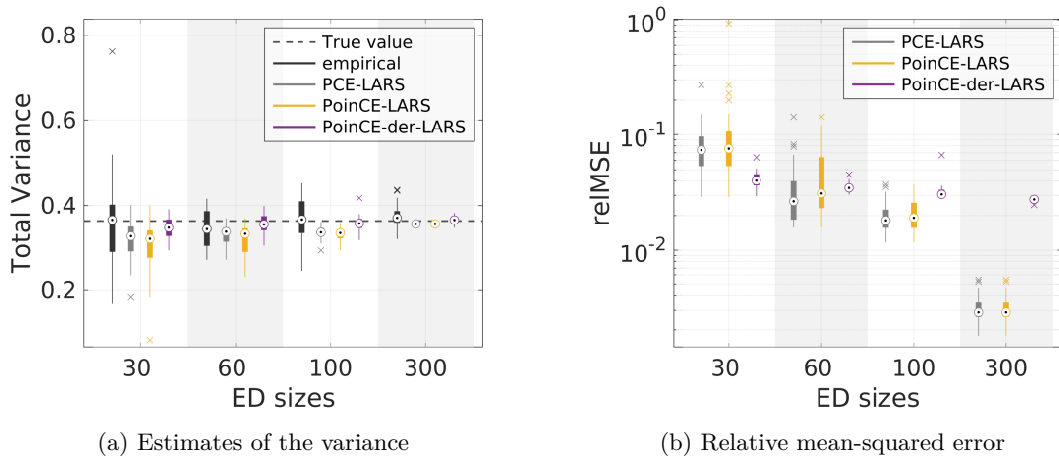 Total Variance
0.8
0.6
0.4
0.2
True value
empirical
PCE-LARS
PoinCE-LARS
PoinCE-der-LARS
30 60 100 300
ED sizes
(a) Estimates of the variance
relMSE
10^0
10^-1
10^-2
PCE-LARS
PoinCE-LARS
PoinCE-der-LARS
30 60 100 300
ED sizes
(b) Relative mean-squared error